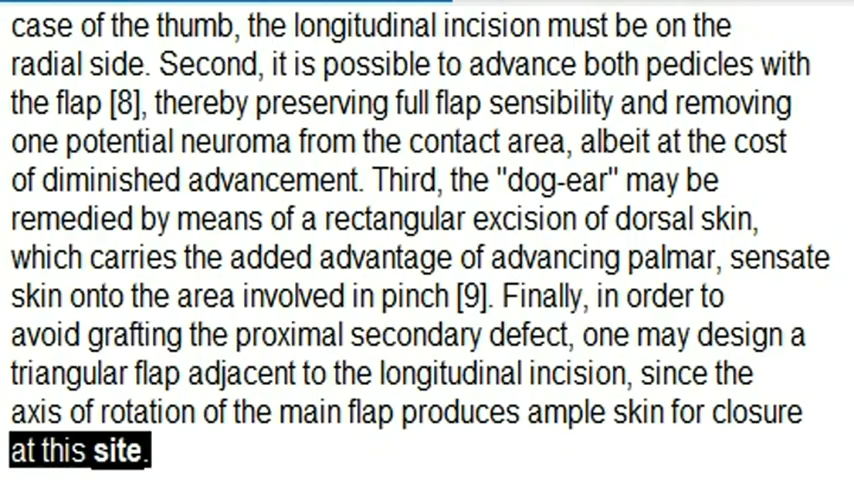 case of the thumb, the longitudinal incision must be on the
radial side. Second, it is possible to advance both pedicles with
the flap [8], thereby preserving full flap sensibility and removing
one potential neuroma from the contact area, albeit at the cost
of diminished advancement. Third, the "dog-ear" may be
remedied by means of a rectangular excision of dorsal skin,
which carries the added advantage of advancing palmar, sensate
skin onto the area involved in pinch [9]. Finally, in order to
avoid grafting the proximal secondary defect, one may design a
triangular flap adjacent to the longitudinal incision, since the
axis of rotation of the main flap produces ample skin for closure
at this site.